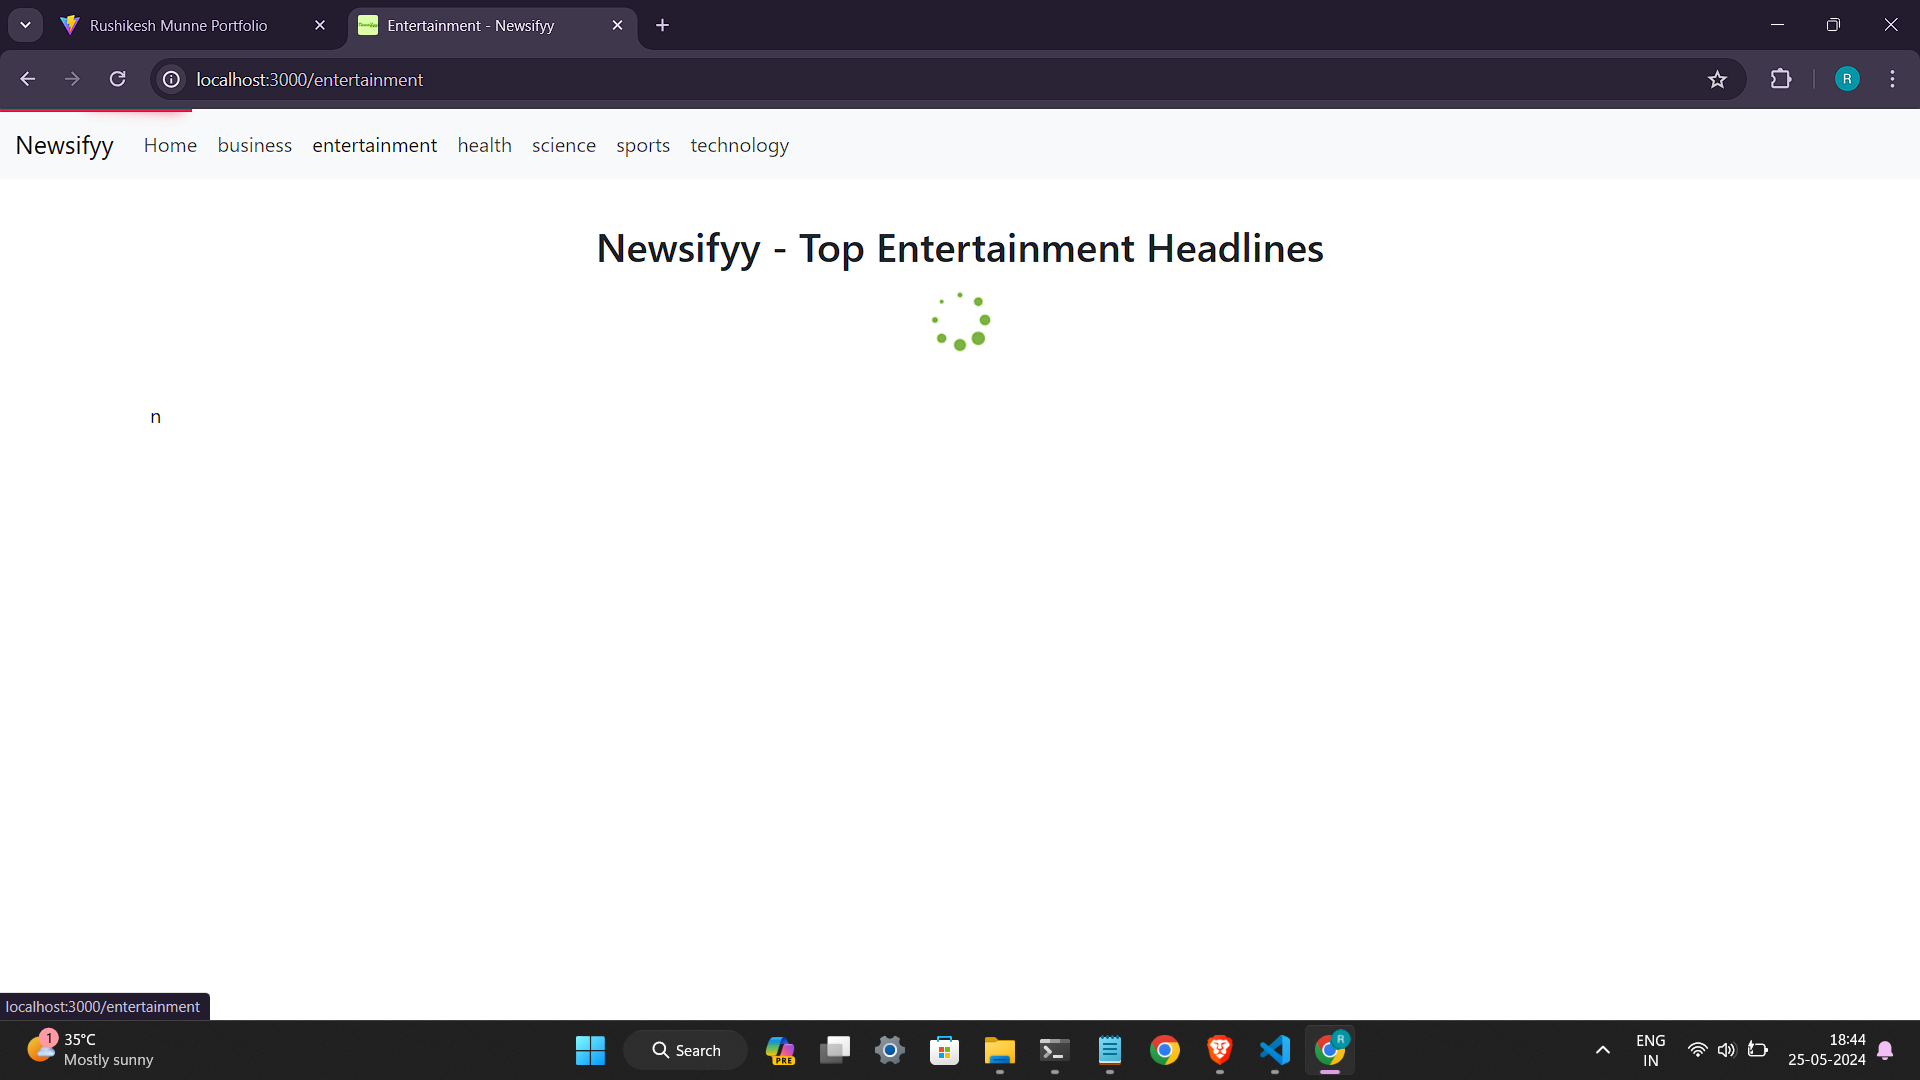 Rushikesh Munne Portfolio
Entertainment - Newsifyy
localhost:3000/entertainment
R
Newsifyy Home business entertainment health science sports technology
Newsifyy - Top Entertainment Headlines
n
localhost:3000/entertainment
1
35°C
Mostly sunny
Search
PRE
R
ENG
IN
18:44
25-05-2024